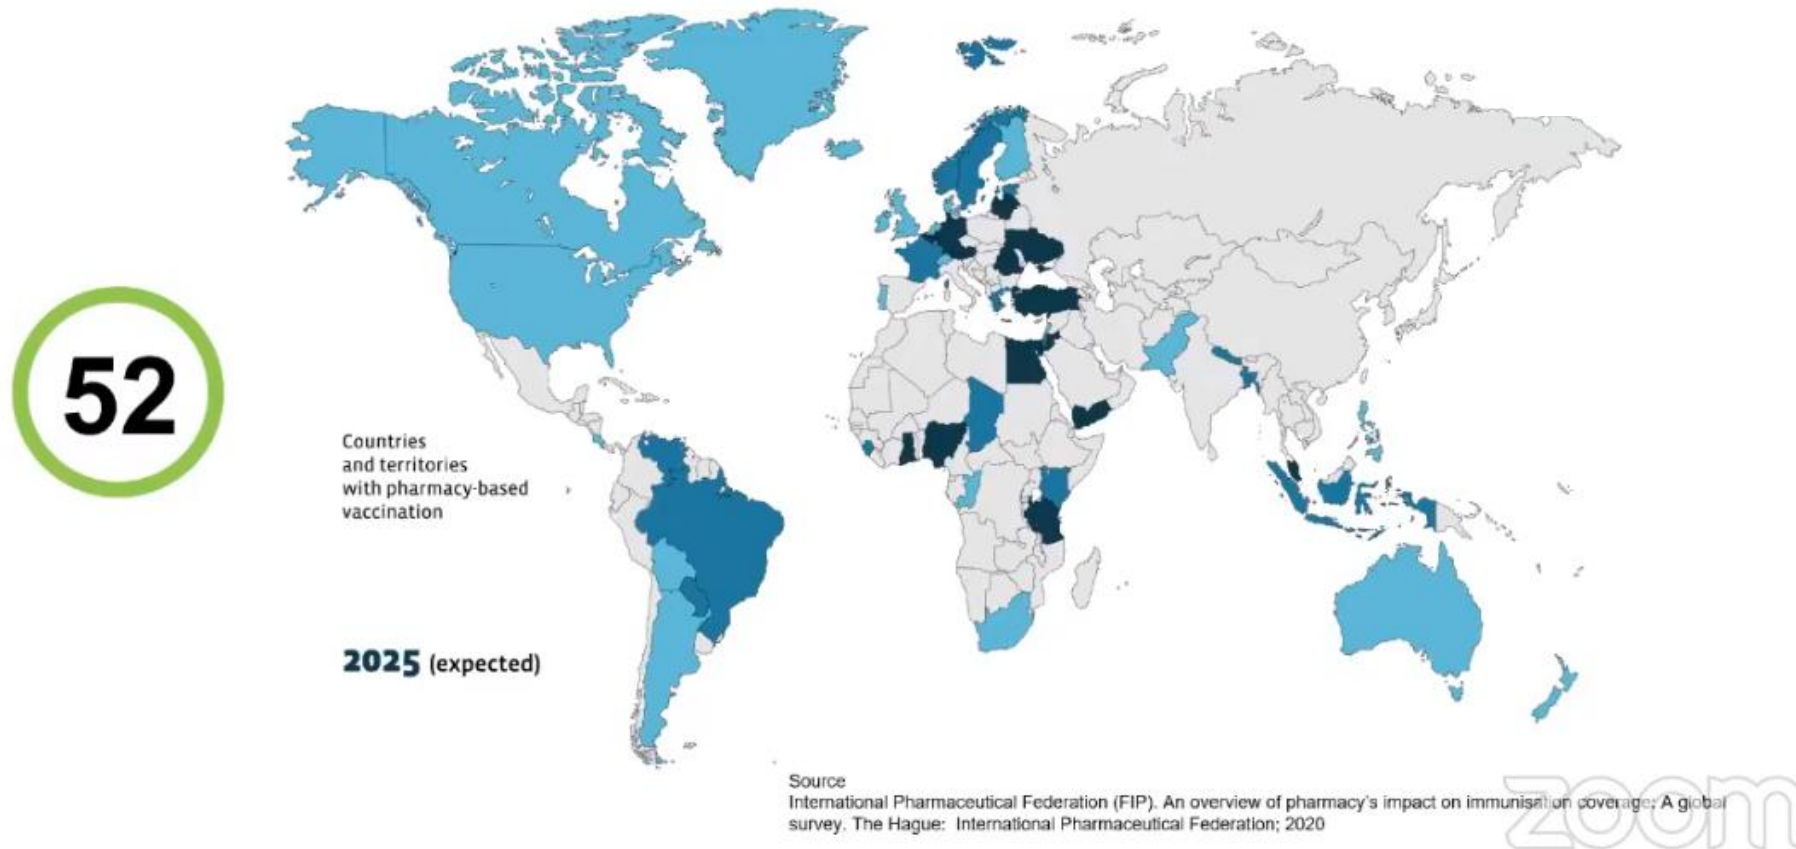 52
Countries
and territories
with pharmacy-based
vaccination
2025 (expected)
Source
International Pharmaceutical Federation (FIP). An overview of pharmacy's impact on immunisation coverage: A global
survey. The Hague: International Pharmaceutical Federation; 2020
zoom